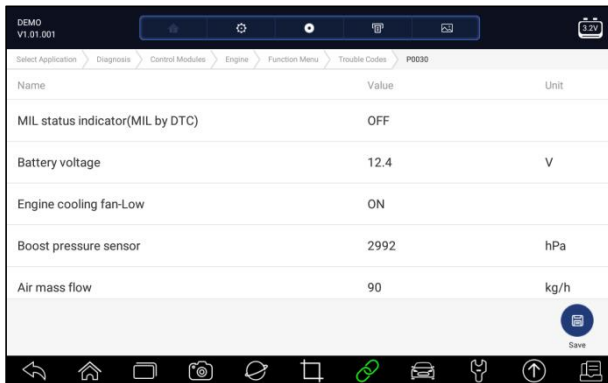 DEMO
V1.01.001
3.2V
Select Application Diagnosis Control Modules Engine Function Menu Trouble Codes P0030
Name Value Unit
MIL status indicator(MIL by DTC) OFF
Battery voltage 12.4 V
Engine cooling fan-Low ON
Boost pressure sensor 2992 hPa
Air mass flow 90 kg/h
Save